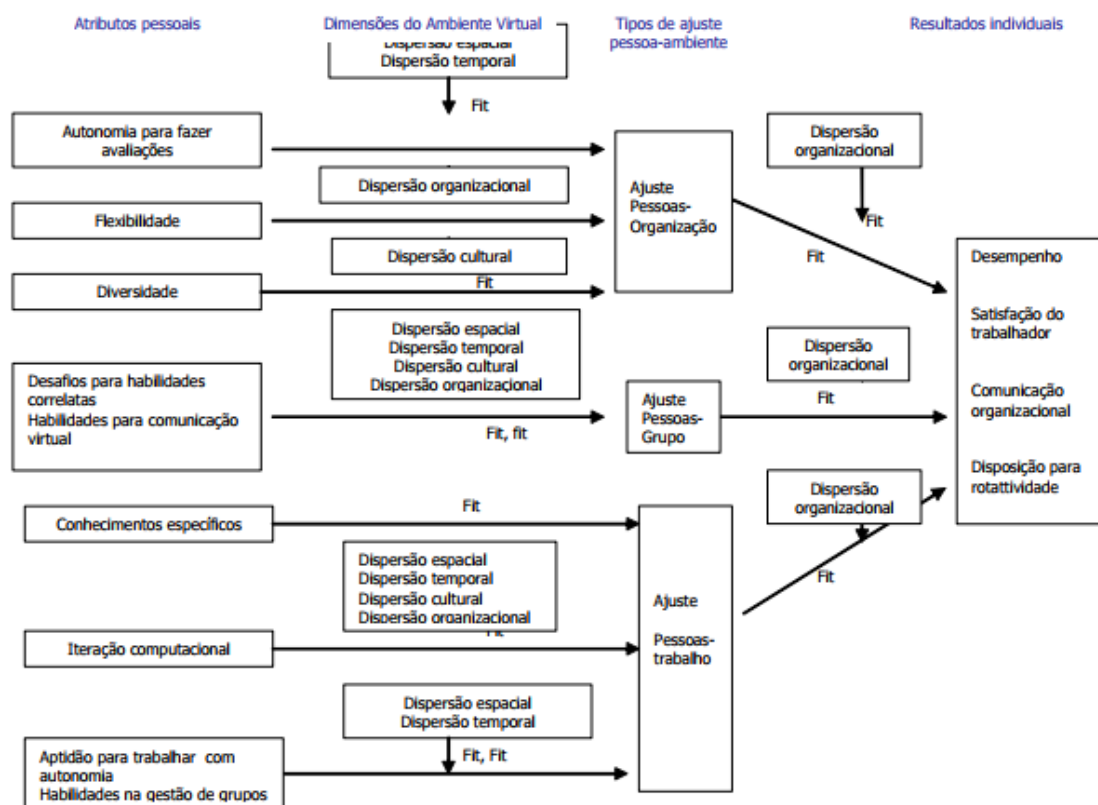 Atributos pessoais
Dimensões do Ambiente Virtual
Tipos de ajuste
pessoa-ambiente
Resultados individuais
Dispersão espacial
Dispersão temporal
Fit
Autonomia para fazer
avaliações
Dispersão organizacional
Flexibilidade
Dispersão cultural
Fit
Diversidade
Ajuste
Pessoas-
Organização
Dispersão
organizacional
Fit
Fit
Dispersão espacial
Dispersão temporal
Dispersão cultural
Dispersão organizacional
Desafios para habilidades
correlatas
Habilidades para comunicação
virtual
Fit, fit
Ajuste
Pessoas-
Grupo
Dispersão
organizacional
Fit
Desempenho
Satisfação do
trabalhador
Comunicação
organizacional
Disposição para
rotattividade
Conhecimentos específicos
Fit
Dispersão espacial
Dispersão temporal
Dispersão cultural
Dispersão organizacional
Iteração computacional
Ajuste
Pessoas-
trabalho
Dispersão
organizacional
Fit
Dispersão espacial
Dispersão temporal
Fit, Fit
Aptidão para trabalhar com
autonomia
Habilidades na gestão de grupos